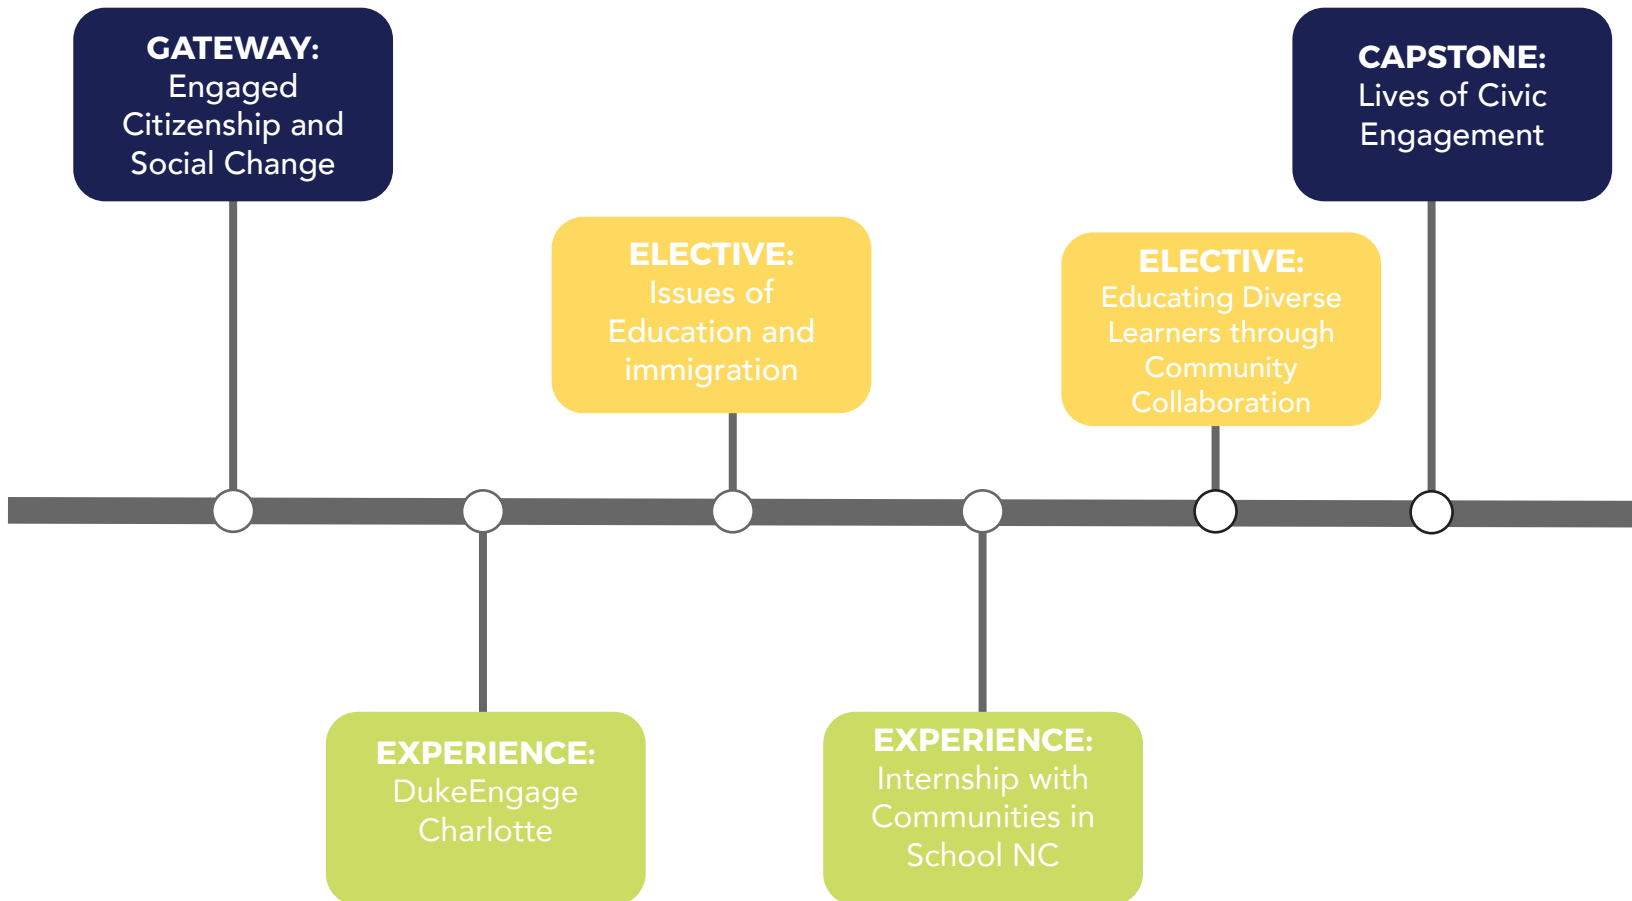 GATEWAY:
Engaged
Citizenship and
Social Change
EXPERIENCE:
DukeEngage
Charlotte
ELECTIVE:
Issues of
Education and
immigration
EXPERIENCE:
Internship with
Communities in
School NC
ELECTIVE:
Educating Diverse
Learners through
Community
Collaboration
CAPSTONE:
Lives of Civic
Engagement